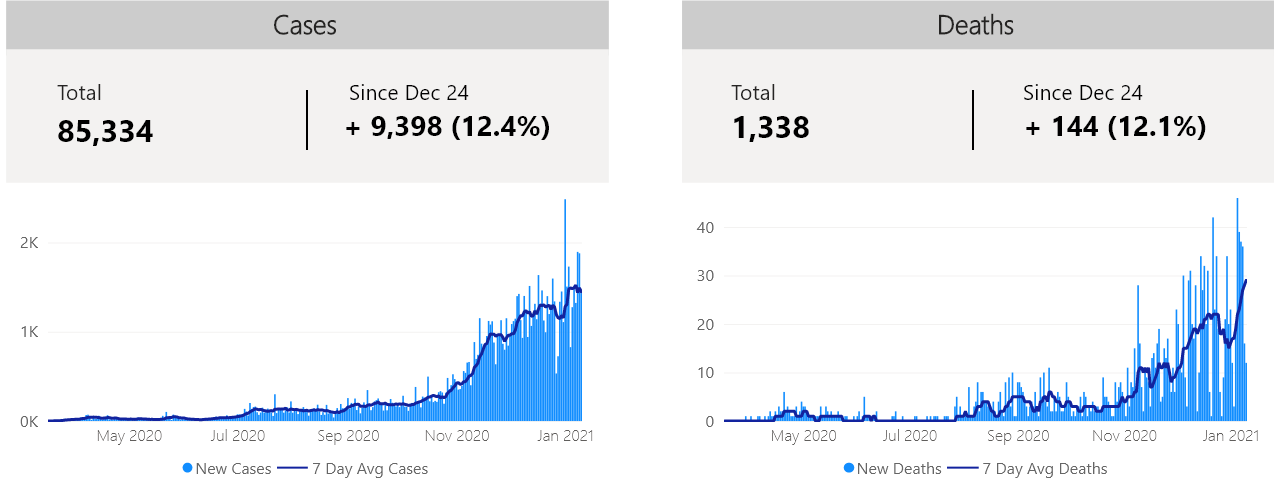 Cases
Total
85,334
Since Dec 24
+ 9,398 (12.4%)
2K
1K
0K
May 2020 Jul 2020 Sep 2020 Nov 2020 Jan 2021
New Cases 7 Day Avg Cases
Deaths
Total
1,338
Since Dec 24
+ 144 (12.1%)
40
30
20
10
0
May 2020 Jul 2020 Sep 2020 Nov 2020 Jan 2021
New Deaths 7 Day Avg Deaths